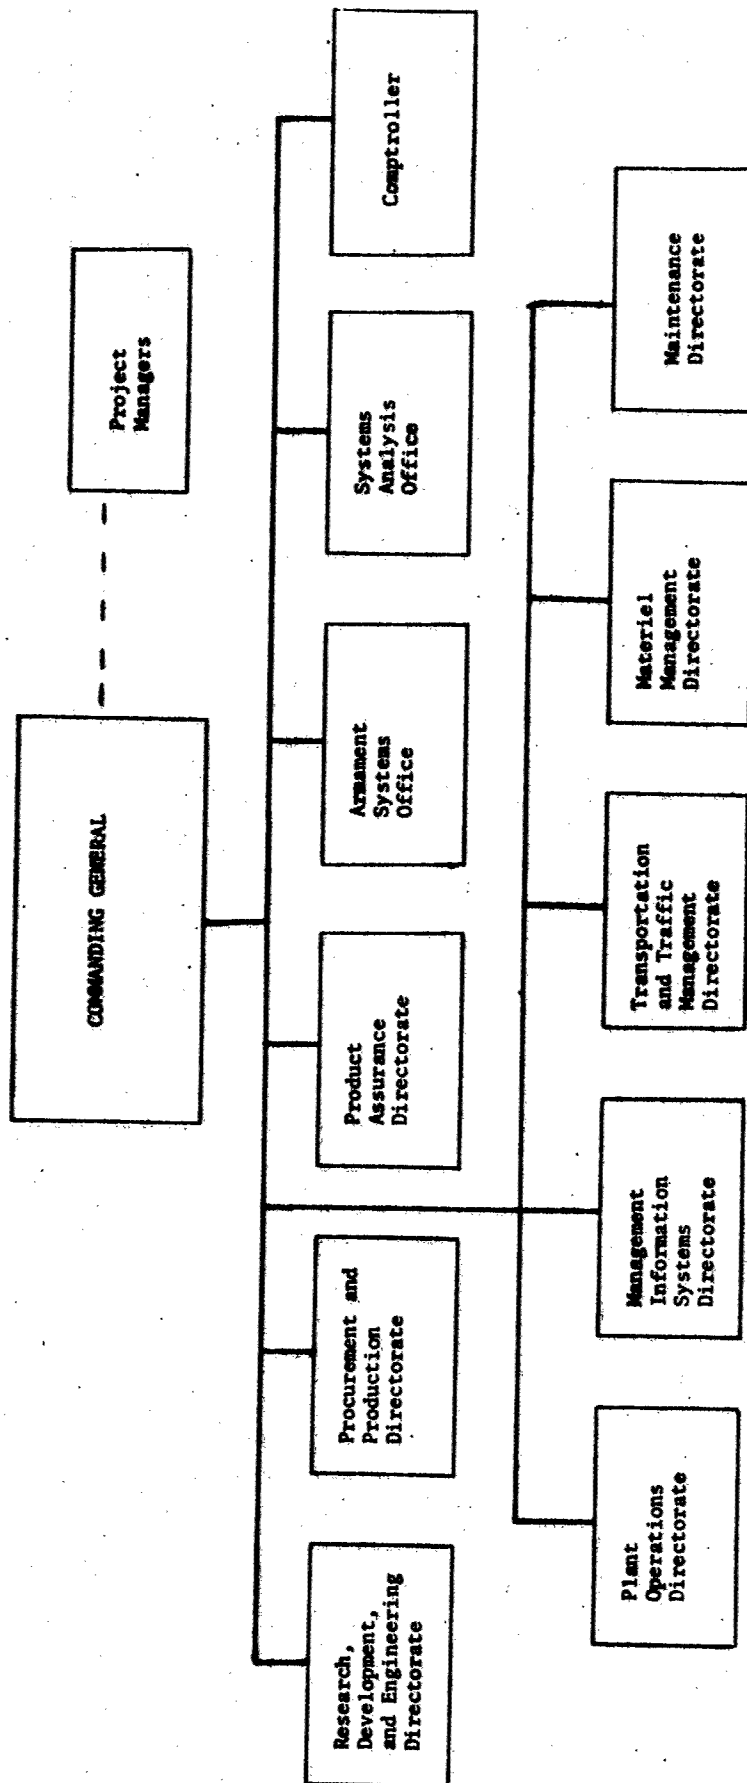 COMMANDING GENERAL
Project
Managers
Research,
Development,
and Engineering
Directorate
Procurement and
Production
Directorate
Product
Assurance
Directorate
Armament
Systems
Office
Systems
Analysis
Office
Comptroller
Plant
Operations
Directorate
Management
Information
Systems
Directorate
Transportation
and Traffic
Management
Directorate
Materiel
Management
Directorate
Maintenance
Directorate